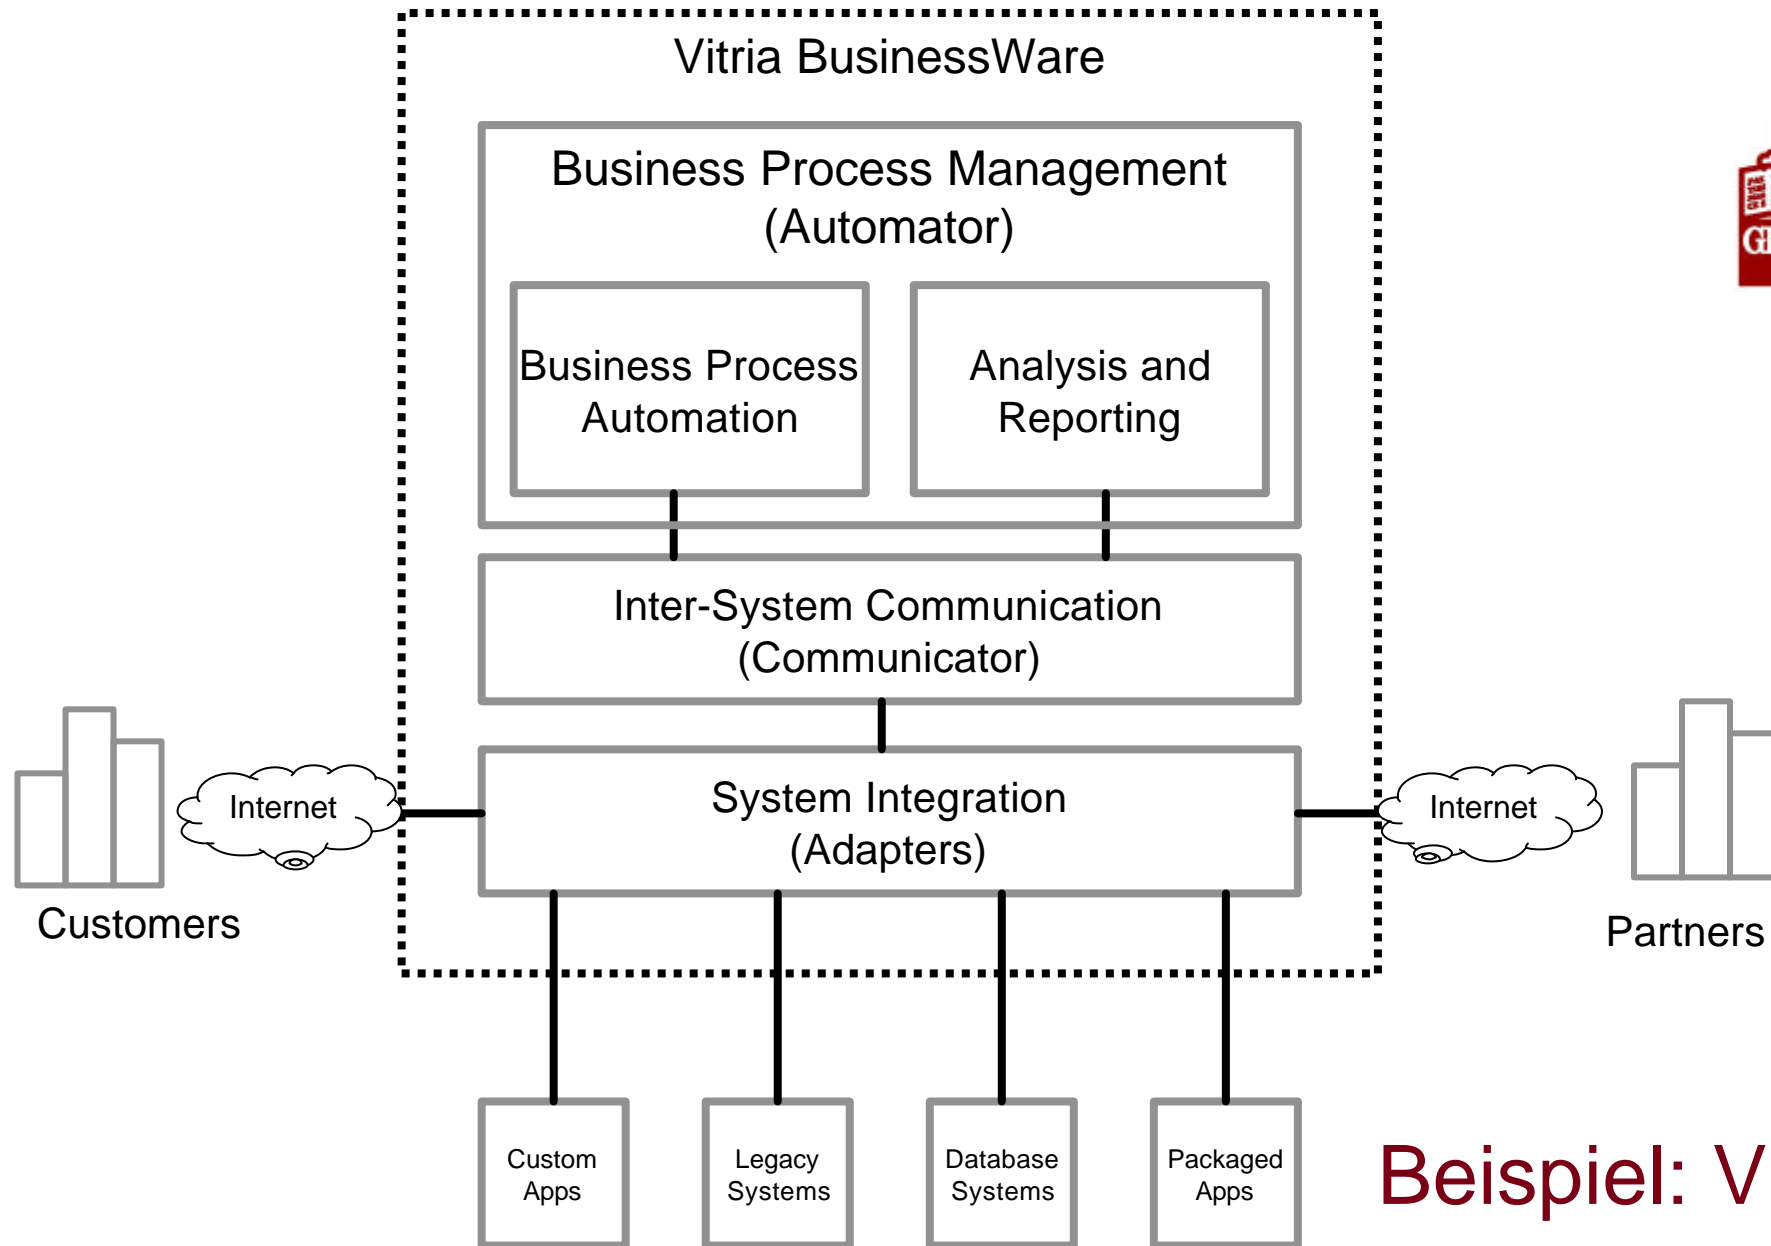 Vitria BusinessWare
Business Process Management
(Automator)
Business Process
Automation
Analysis and
Reporting
Inter-System Communication
(Communicator)
System Integration
(Adapters)
Internet
Internet
Customers
Partners
Custom
Apps
Legacy
Systems
Database
Systems
Packaged
Apps
Beispiel: V